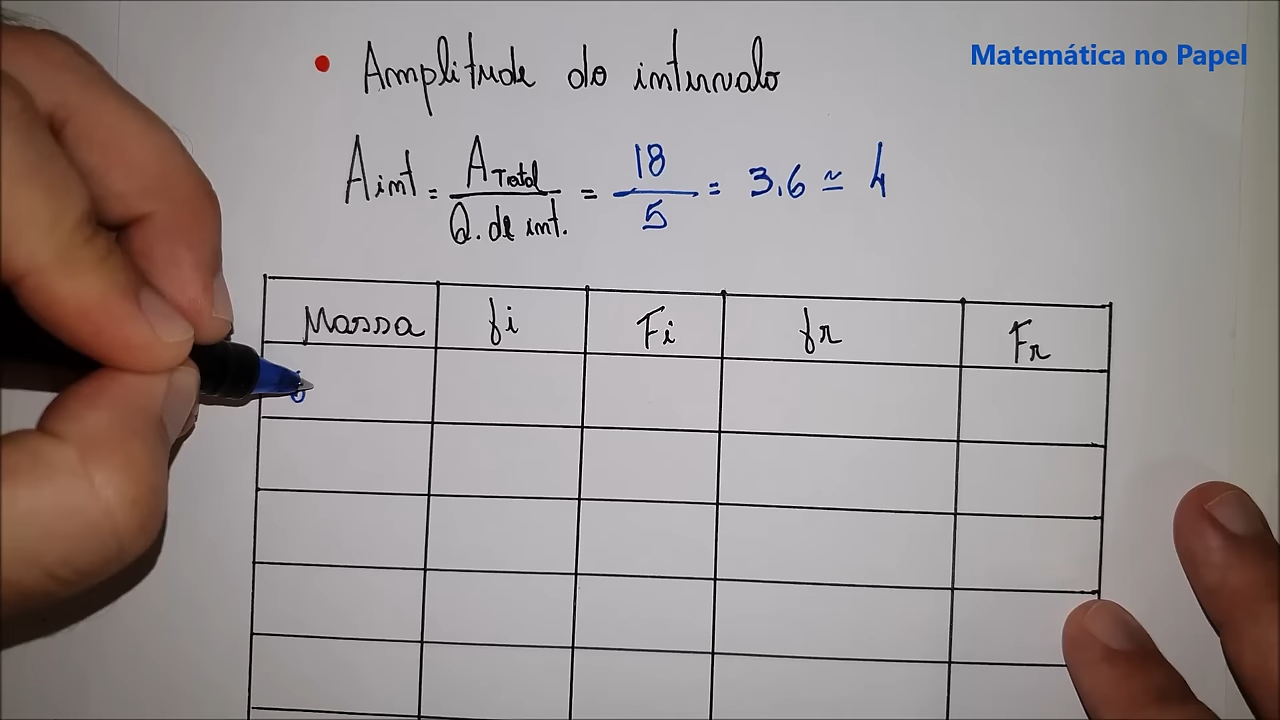 Matemática no Papel
• Amplitude do intervalo
Aint = ATotal / Q. de int. = 18 / 5 = 3,6 ≃ 4
Massa fi Fi fr Fr